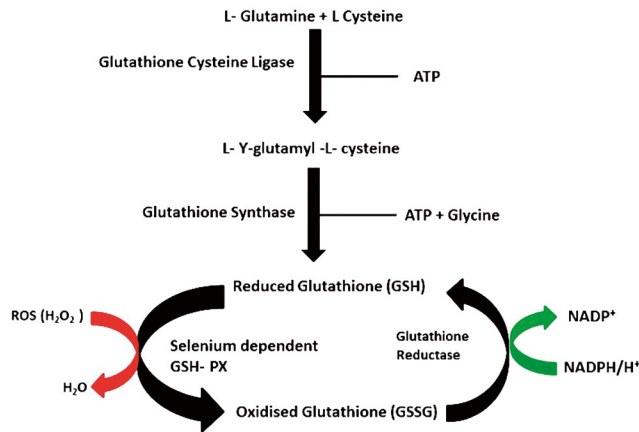 L- Glutamine + L Cysteine
Glutathione Cysteine Ligase
ATP
L- Y-glutamyl -L- cysteine
Glutathione Synthase
ATP + Glycine
Reduced Glutathione (GSH)
ROS (H₂O₂ )
NADP⁺
Selenium dependent
GSH- PX
Glutathione
Reductase
NADPH/H⁺
H₂O
Oxidised Glutathione (GSSG)